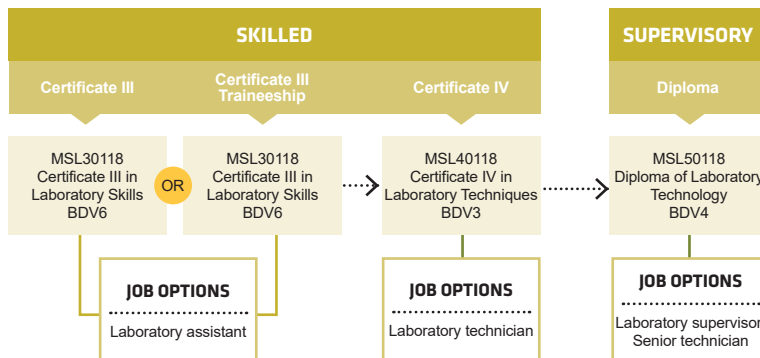 SKILLED
SUPERVISORY
Certificate III
Certificate III
Traineeship
Certificate IV
Diploma
MSL30118
Certificate III in
Laboratory Skills
BDV6
OR
MSL30118
Certificate III in
Laboratory Skills
BDV6
MSL40118
Certificate IV in
Laboratory Techniques
BDV3
MSL50118
Diploma of Laboratory
Technology
BDV4
JOB OPTIONS
Laboratory assistant
JOB OPTIONS
Laboratory technician
JOB OPTIONS
Laboratory supervisor
Senior technician